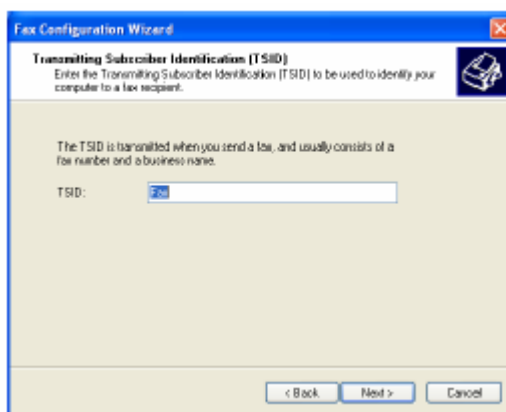 Fax Configuration Wizard
Transmitting Subscriber Identification (TSID)
Enter the Transmitting Subscriber Identification (TSID) to be used to identify your
computer to a fax recipient.
The TSID is transmitted when you send a fax, and usually consists of a
fax number and a business name.
TSID:
Fax
< Back
Next >
Cancel